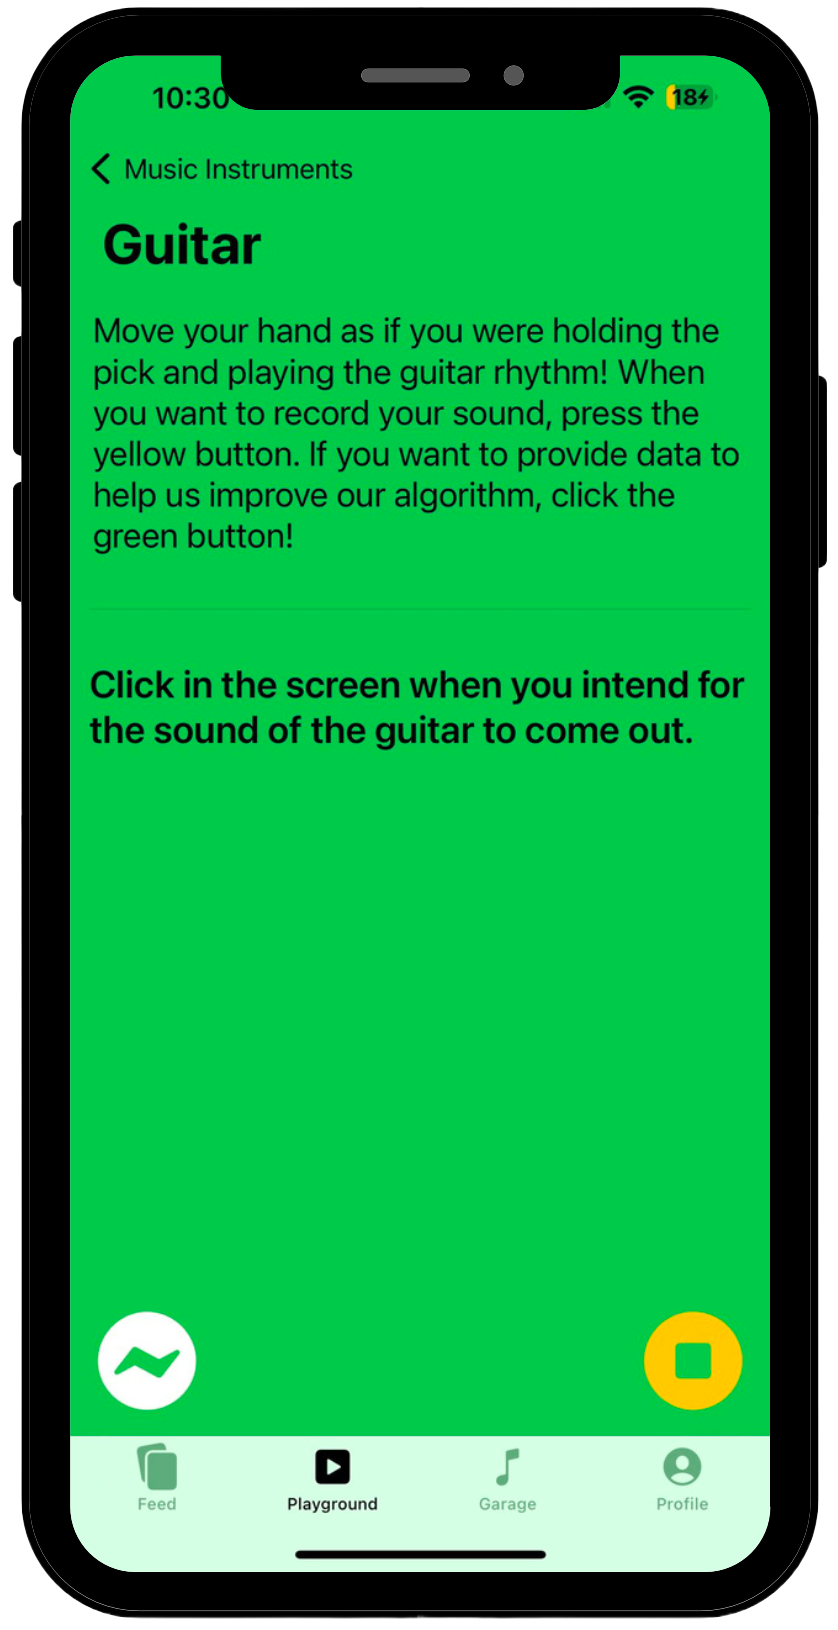 10:30
18
Music Instruments
Guitar
Move your hand as if you were holding the
pick and playing the guitar rhythm! When
you want to record your sound, press the
yellow button. If you want to provide data to
help us improve our algorithm, click the
green button!
Click in the screen when you intend for
the sound of the guitar to come out.
Feed
Playground
Garage
Profile